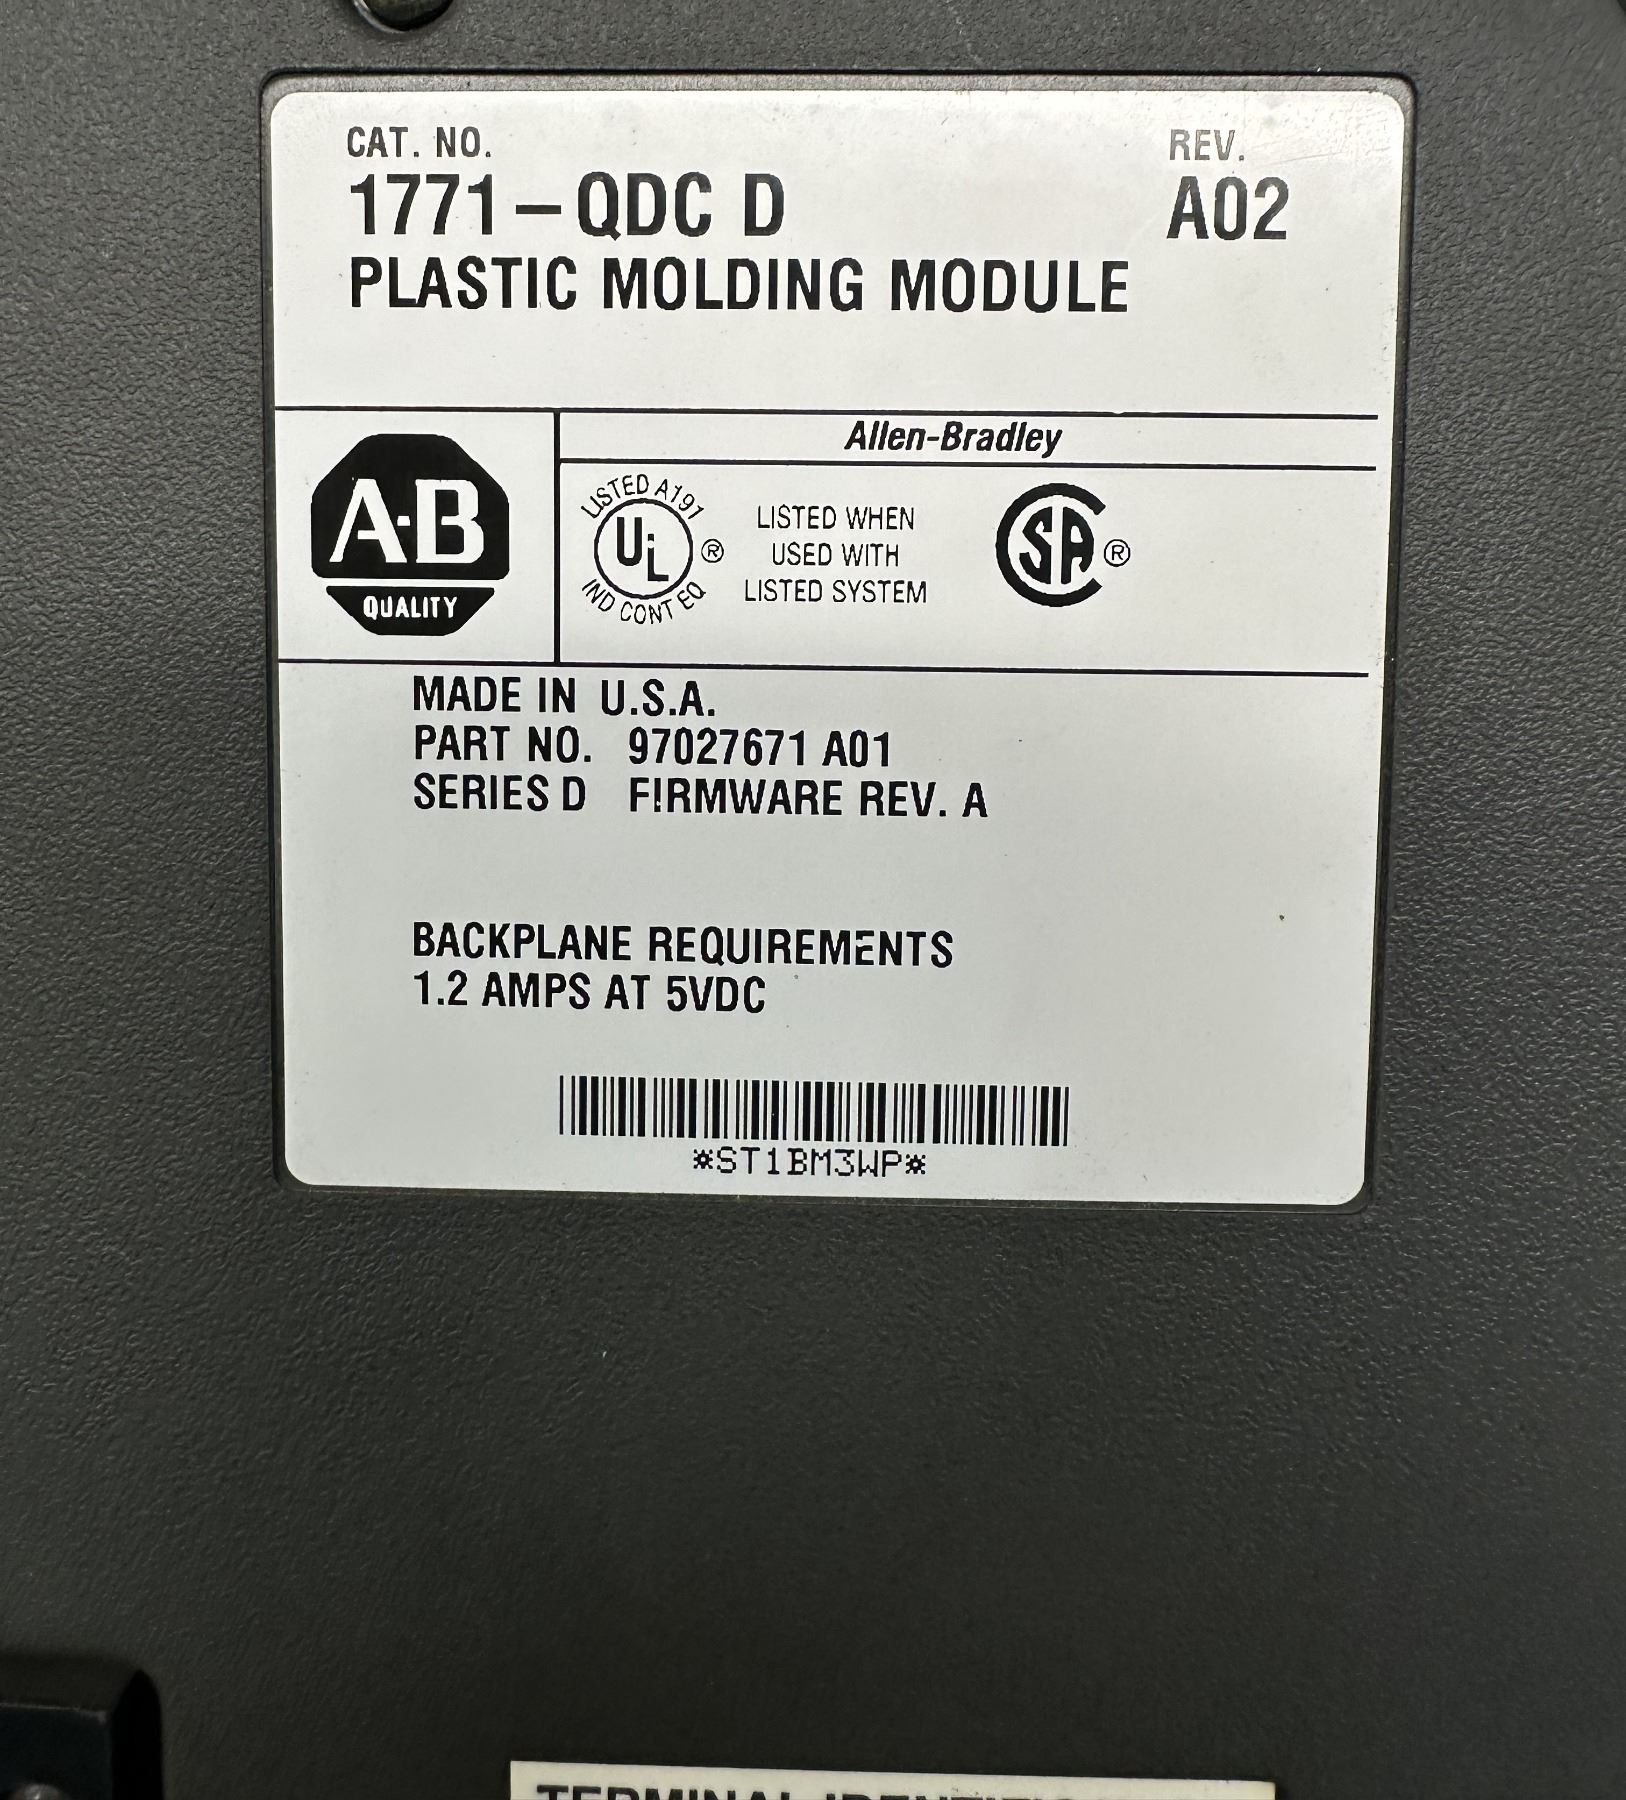 CAT. NO.
REV.
1771-QDC D
A02
PLASTIC MOLDING MODULE
Allen-Bradley
A-B
QUALITY
LISTED A197
UL
®
IND CONT EQ
LISTED WHEN
USED WITH
LISTED SYSTEM
SA ®
MADE IN U.S.A.
PART NO. 97027671 A01
SERIES D FIRMWARE REV. A
BACKPLANE REQUIREMENTS
1.2 AMPS AT 5VDC
*ST1BM3WP*
TERMINAL